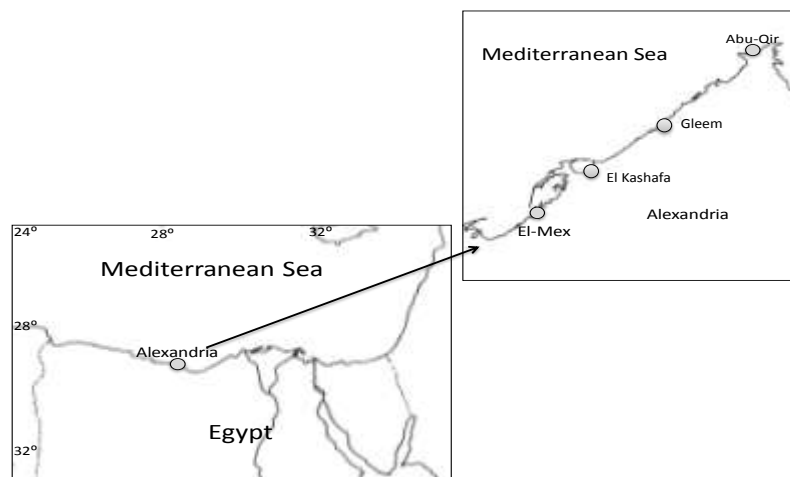 Abu-Qir
Mediterranean Sea
Gleem
El Kashafa
Alexandria
El-Mex
24° 28° 32°
Mediterranean Sea
28°
Alexandria
Egypt
32°